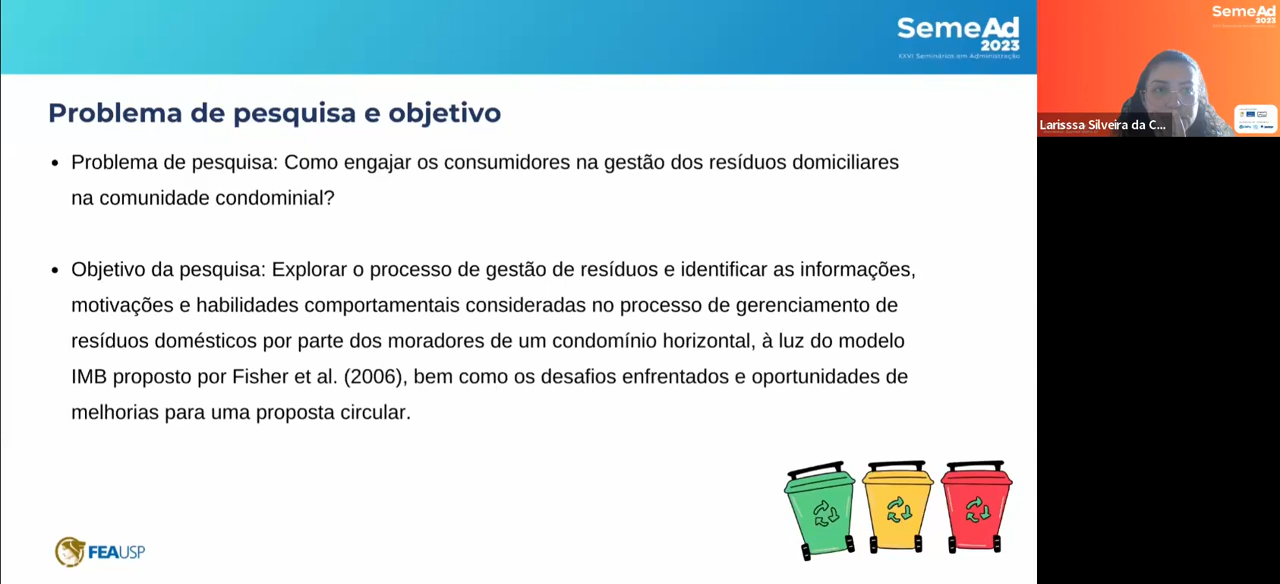 SemeAd
2023
XXVI Seminários em Administração
Problema de pesquisa e objetivo
• Problema de pesquisa: Como engajar os consumidores na gestão dos resíduos domiciliares
na comunidade condominial?
• Objetivo da pesquisa: Explorar o processo de gestão de resíduos e identificar as informações,
motivações e habilidades comportamentais consideradas no processo de gerenciamento de
resíduos domésticos por parte dos moradores de um condomínio horizontal, à luz do modelo
IMB proposto por Fisher et al. (2006), bem como os desafios enfrentados e oportunidades de
melhorias para uma proposta circular.
FEAUSP
SemeAd
2023
Larisssa Silveira da C...